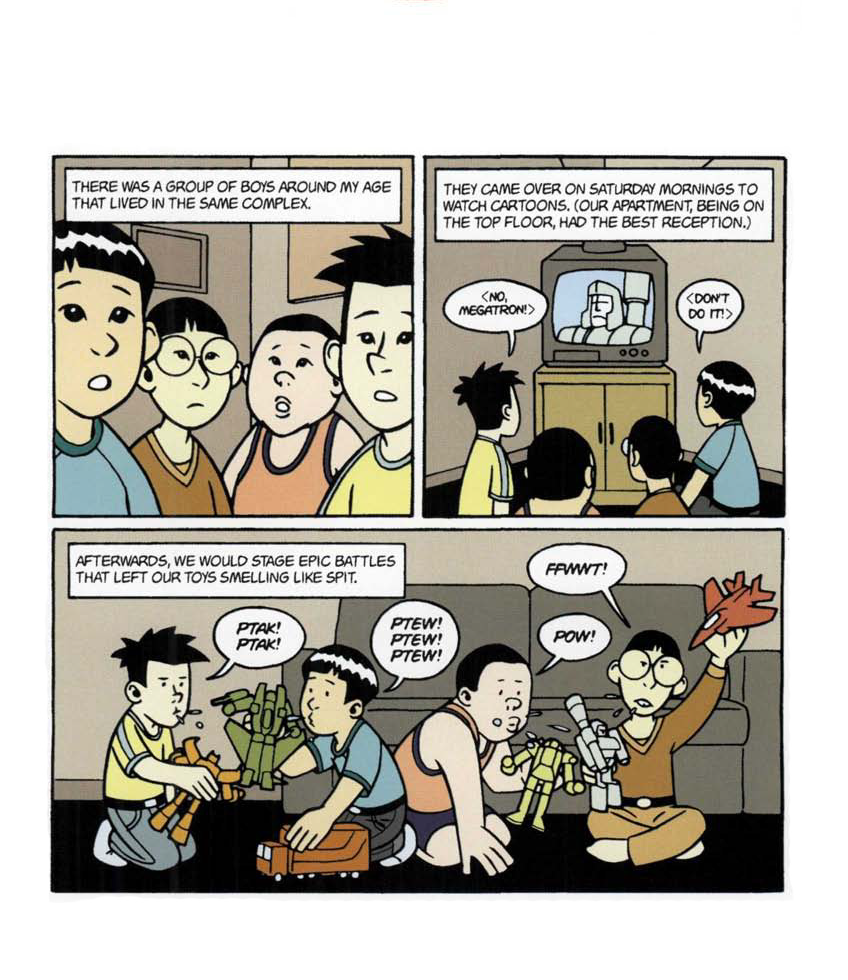 THERE WAS A GROUP OF BOYS AROUND MY AGE
THAT LIVED IN THE SAME COMPLEX.
THEY CAME OVER ON SATURDAY MORNINGS TO
WATCH CARTOONS. (OUR APARTMENT, BEING ON
THE TOP FLOOR, HAD THE BEST RECEPTION.)
<NO,
MEGATRON!>
<DON'T
DO IT!>
AFTERWARDS, WE WOULD STAGE EPIC BATTLES
THAT LEFT OUR TOYS SMELLING LIKE SPIT.
PTAK!
PTAK!
PTEW!
PTEW!
PTEW!
POW!
FFWWT!